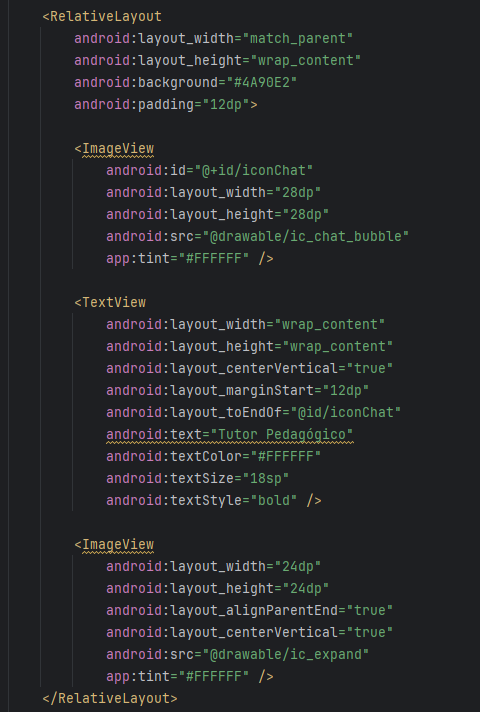 <RelativeLayout
android:layout_width="match_parent"
android:layout_height="wrap_content"
android:background="#4A90E2"
android:padding="12dp">
<ImageView
android:id="@+id/iconChat"
android:layout_width="28dp"
android:layout_height="28dp"
android:src="@drawable/ic_chat_bubble"
app:tint="#FFFFFF" />
<TextView
android:layout_width="wrap_content"
android:layout_height="wrap_content"
android:layout_centerVertical="true"
android:layout_marginStart="12dp"
android:layout_toEndOf="@id/iconChat"
android:text="Tutor Pedagógico"
android:textColor="#FFFFFF"
android:textSize="18sp"
android:textStyle="bold" />
<ImageView
android:layout_width="24dp"
android:layout_height="24dp"
android:layout_alignParentEnd="true"
android:layout_centerVertical="true"
android:src="@drawable/ic_expand"
app:tint="#FFFFFF" />
</RelativeLayout>